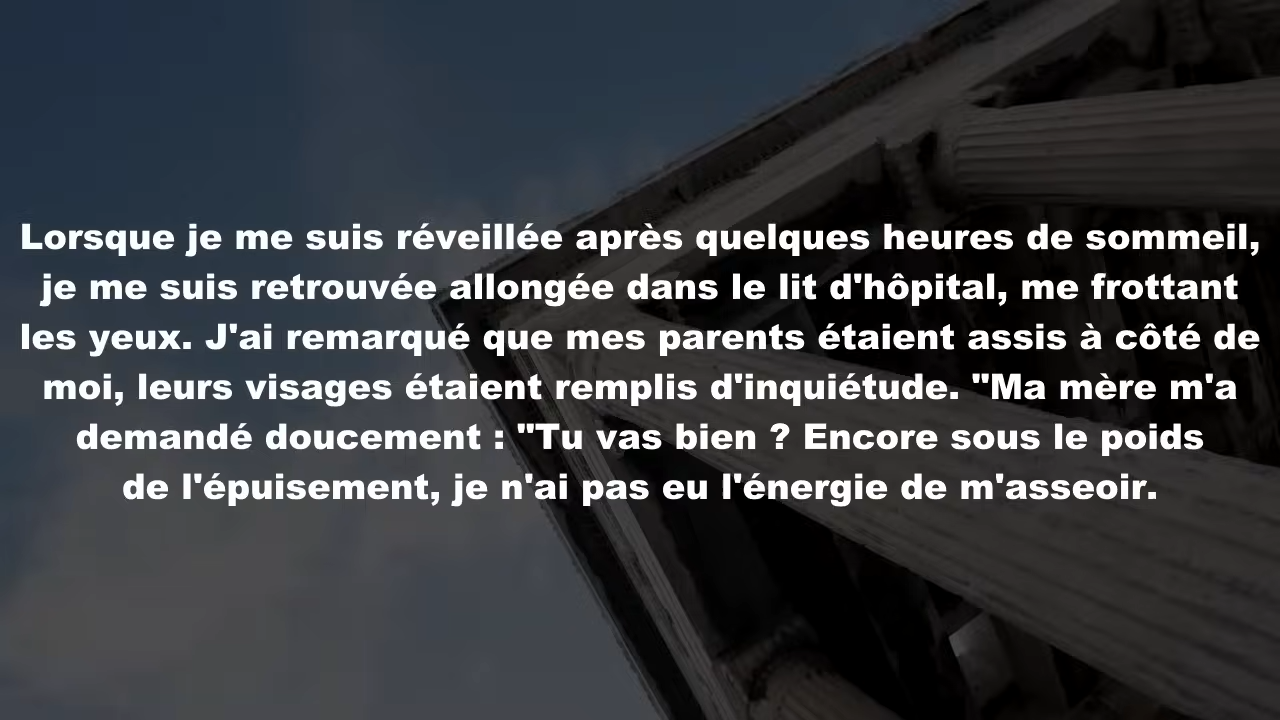 Lorsque je me suis réveillée après quelques heures de sommeil,
je me suis retrouvée allongée dans le lit d'hôpital, me frottant
les yeux. J'ai remarqué que mes parents étaient assis à côté de
moi, leurs visages étaient remplis d'inquiétude. "Ma mère m'a
demandé doucement : "Tu vas bien ? Encore sous le poids
de l'épuisement, je n'ai pas eu l'énergie de m'asseoir.